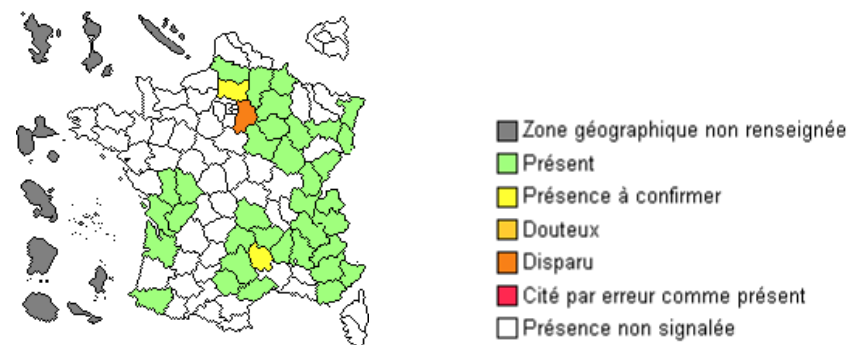 Zone géographique non renseignée
Présent
Présence à confirmer
Douteux
Disparu
Cité par erreur comme présent
Présence non signalée